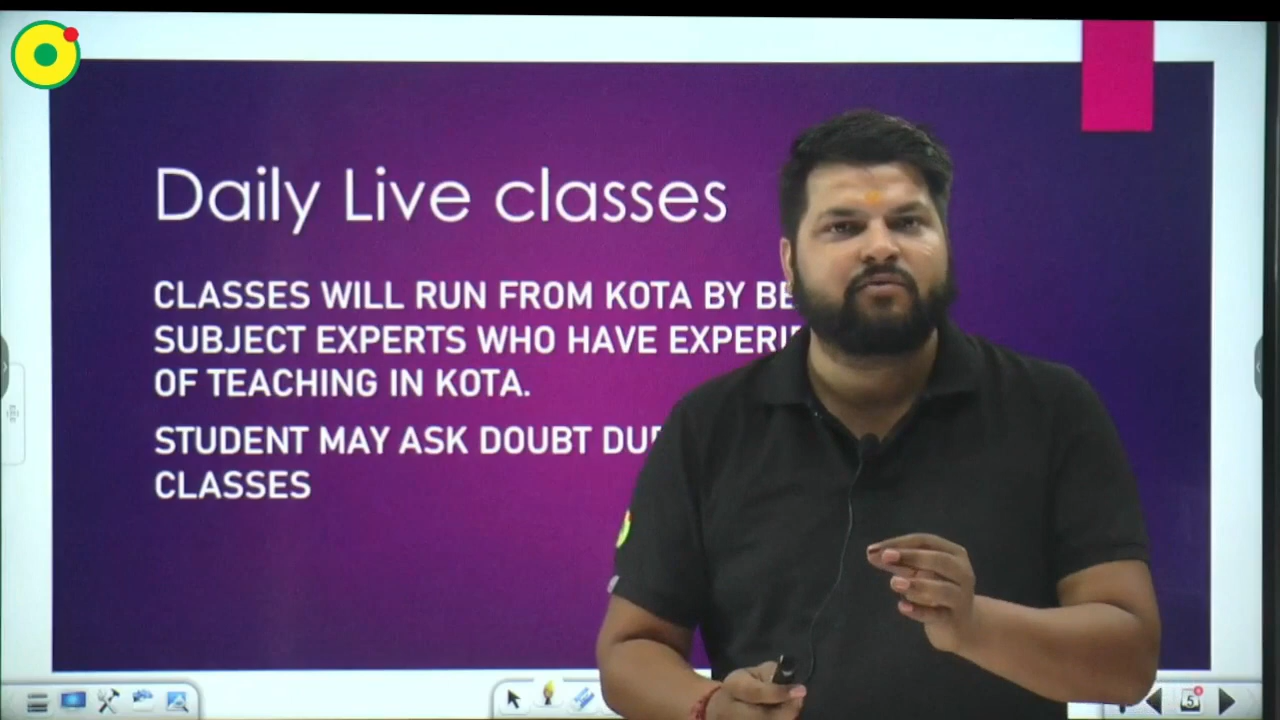 Daily Live classes
CLASSES WILL RUN FROM KOTA BY
SUBJECT EXPERTS WHO HAVE
OF TEACHING IN KOTA.
STUDENT MAY ASK DOUBT
CLASSES
5